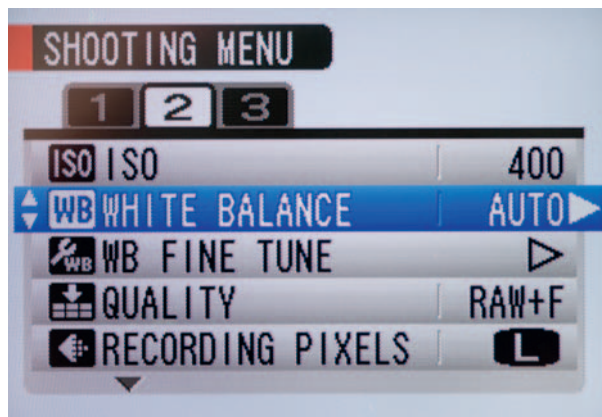 SHOOTING MENU
1 2 3
ISO ISO 400
WB WHITE BALANCE AUTO
WB WB FINE TUNE
QUALITY RAW+F
RECORDING PIXELS L